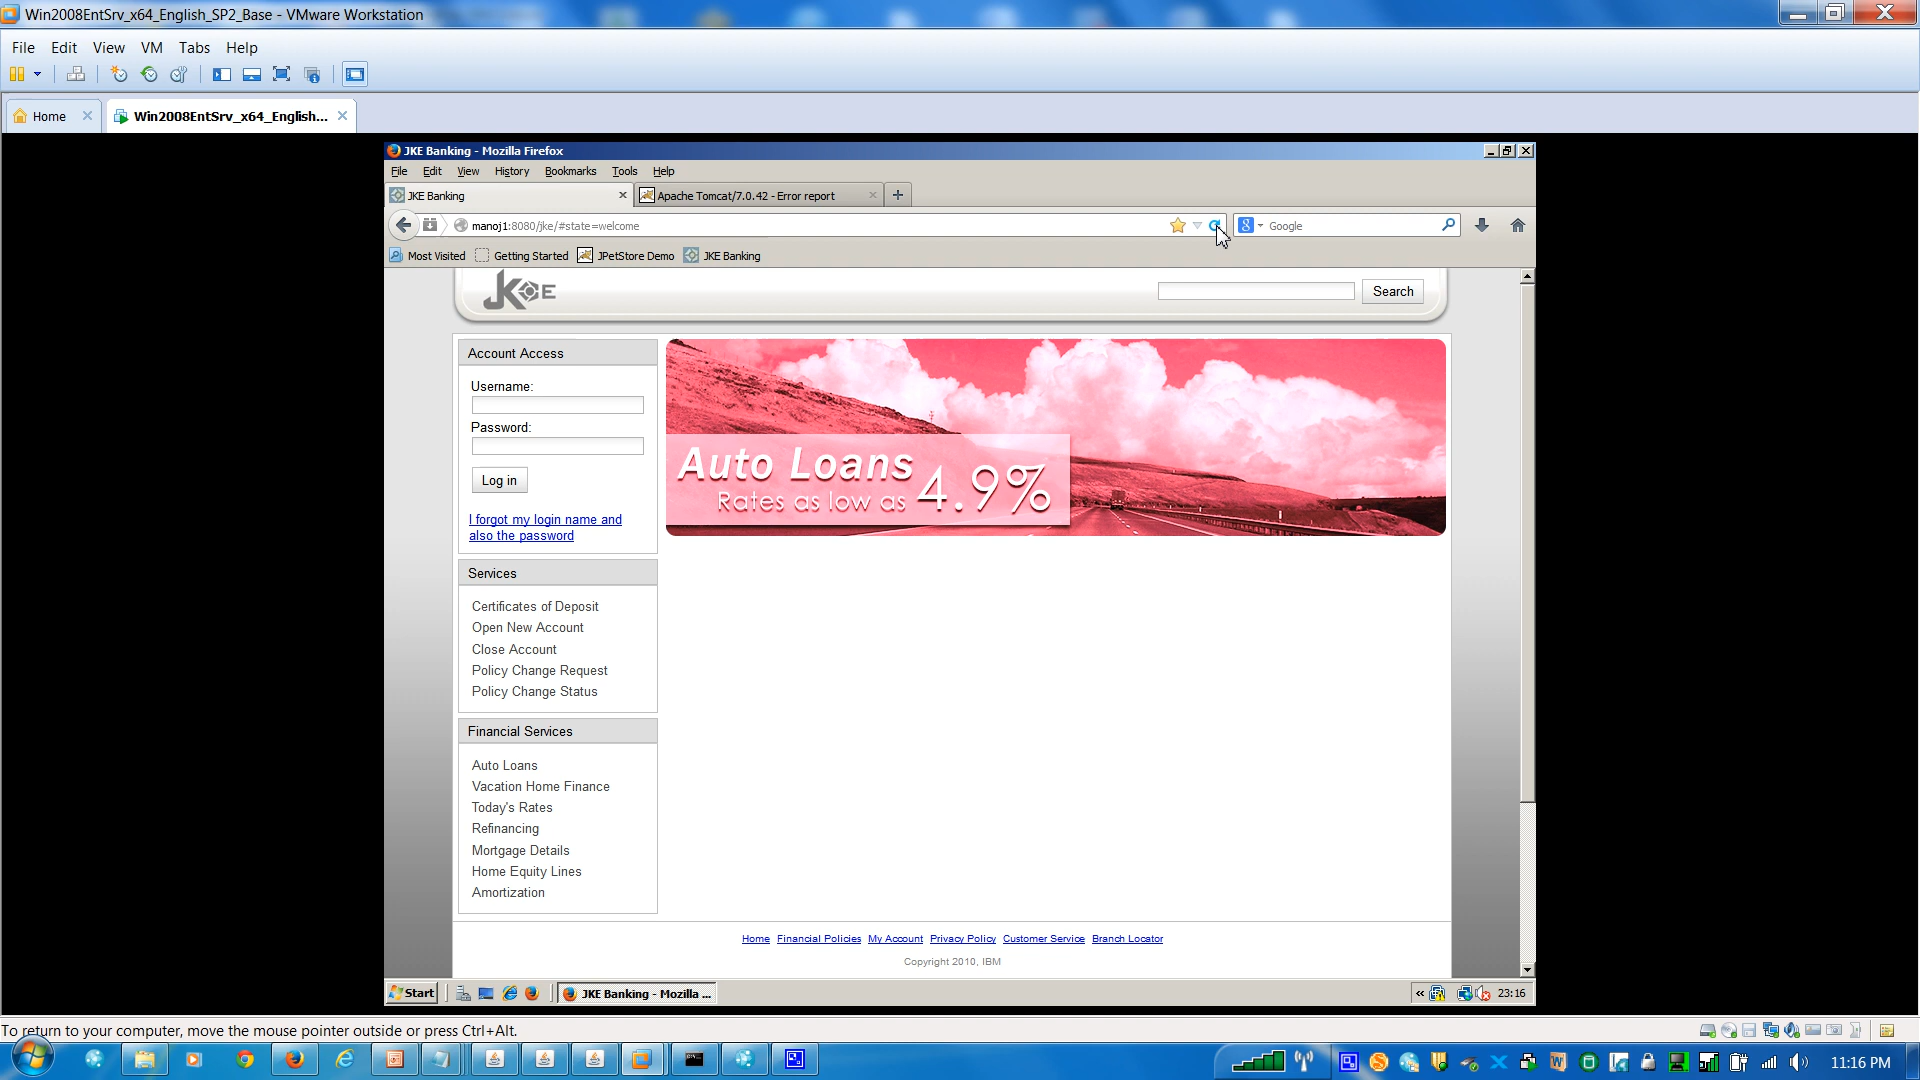 Win2008EntSrv_x64_English_SP2_Base - VMware Workstation
File Edit View VM Tabs Help
Home
Win2008EntSrv_x64_English...
JKE Banking - Mozilla Firefox
File Edit View History Bookmarks Tools Help
JKE Banking
Apache Tomcat/7.0.42 - Error report
manoj1:8080/jke/#state=welcome
Google
Most Visited Getting Started JPetStore Demo JKE Banking
JKE
Search
Account Access
Username:
Password:
Log in
I forgot my login name and
also the password
Auto Loans
Rates as low as 4.9%
Services
Certificates of Deposit
Open New Account
Close Account
Policy Change Request
Policy Change Status
Financial Services
Auto Loans
Vacation Home Finance
Today's Rates
Refinancing
Mortgage Details
Home Equity Lines
Amortization
Home Financial Policies My Account Privacy Policy Customer Service Branch Locator
Copyright 2010, IBM
Start
JKE Banking - Mozilla ...
23:16
To return to your computer, move the mouse pointer outside or press Ctrl+Alt.
11:16 PM